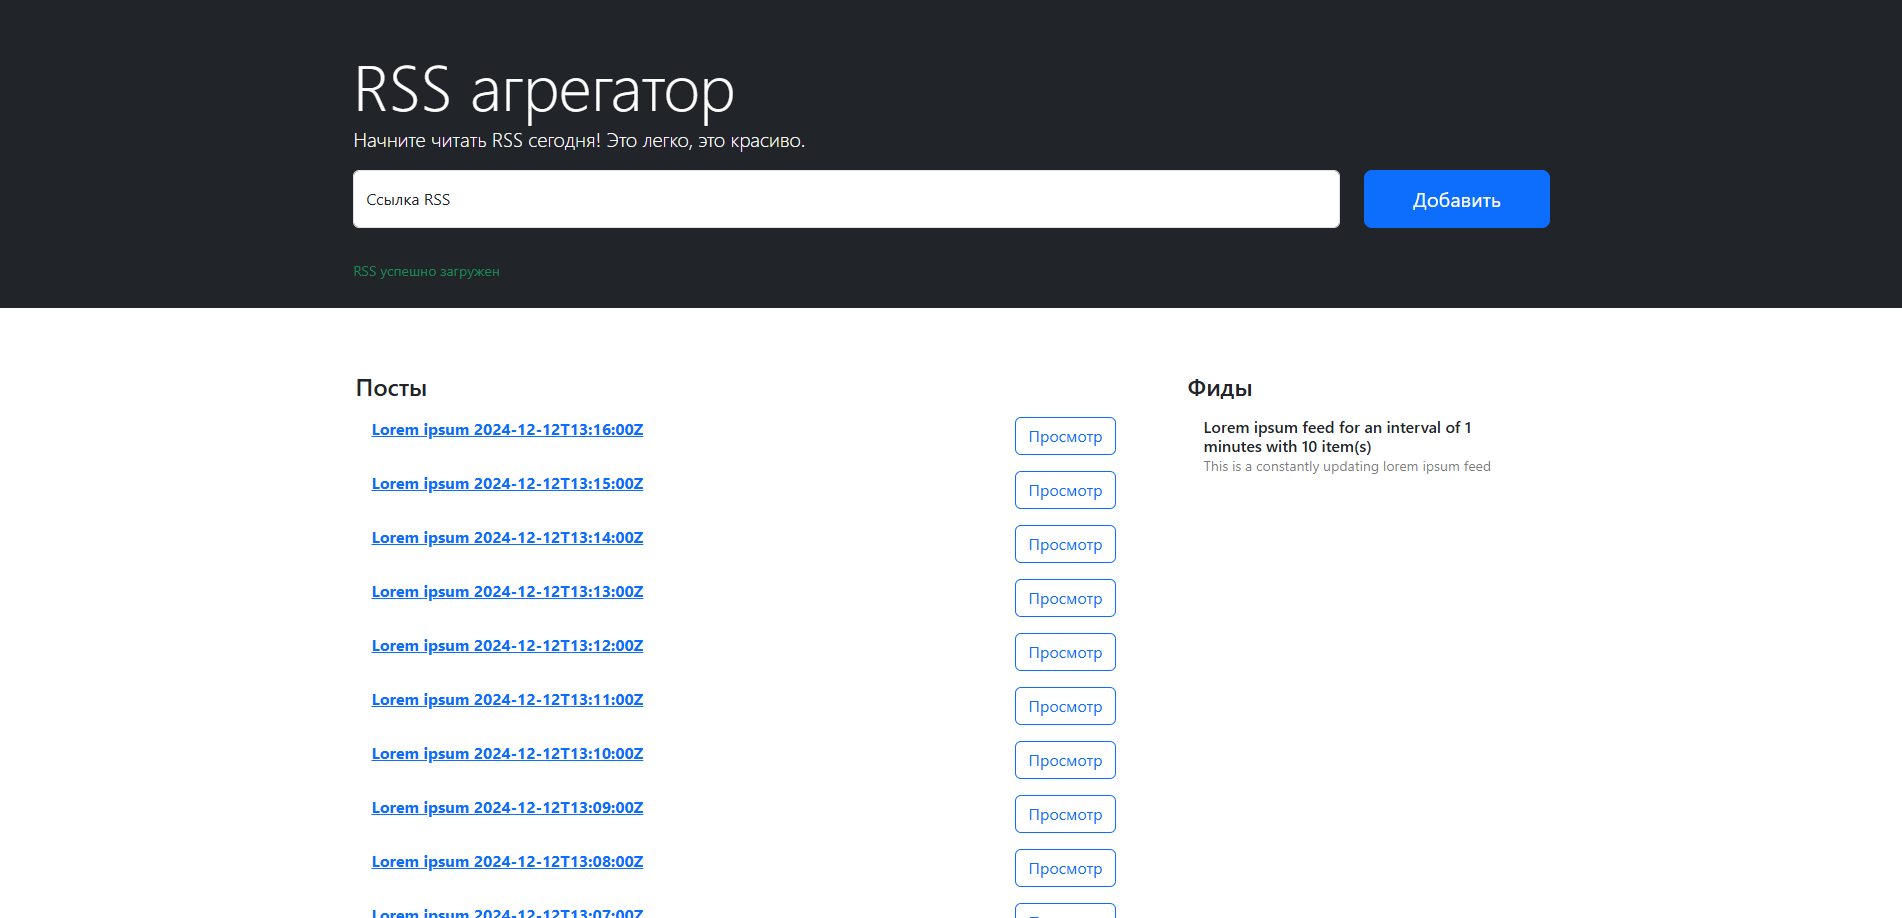 RSS агрегатор
Начните читать RSS сегодня! Это легко, это красиво.
Ссылка RSS
Добавить
RSS успешно загружен
Посты
Lorem ipsum 2024-12-12T13:16:00Z
Просмотр
Lorem ipsum 2024-12-12T13:15:00Z
Просмотр
Lorem ipsum 2024-12-12T13:14:00Z
Просмотр
Lorem ipsum 2024-12-12T13:13:00Z
Просмотр
Lorem ipsum 2024-12-12T13:12:00Z
Просмотр
Lorem ipsum 2024-12-12T13:11:00Z
Просмотр
Lorem ipsum 2024-12-12T13:10:00Z
Просмотр
Lorem ipsum 2024-12-12T13:09:00Z
Просмотр
Lorem ipsum 2024-12-12T13:08:00Z
Просмотр
Lorem ipsum 2024-12-12T13:07:00Z
Фиды
Lorem ipsum feed for an interval of 1
minutes with 10 item(s)
This is a constantly updating lorem ipsum feed